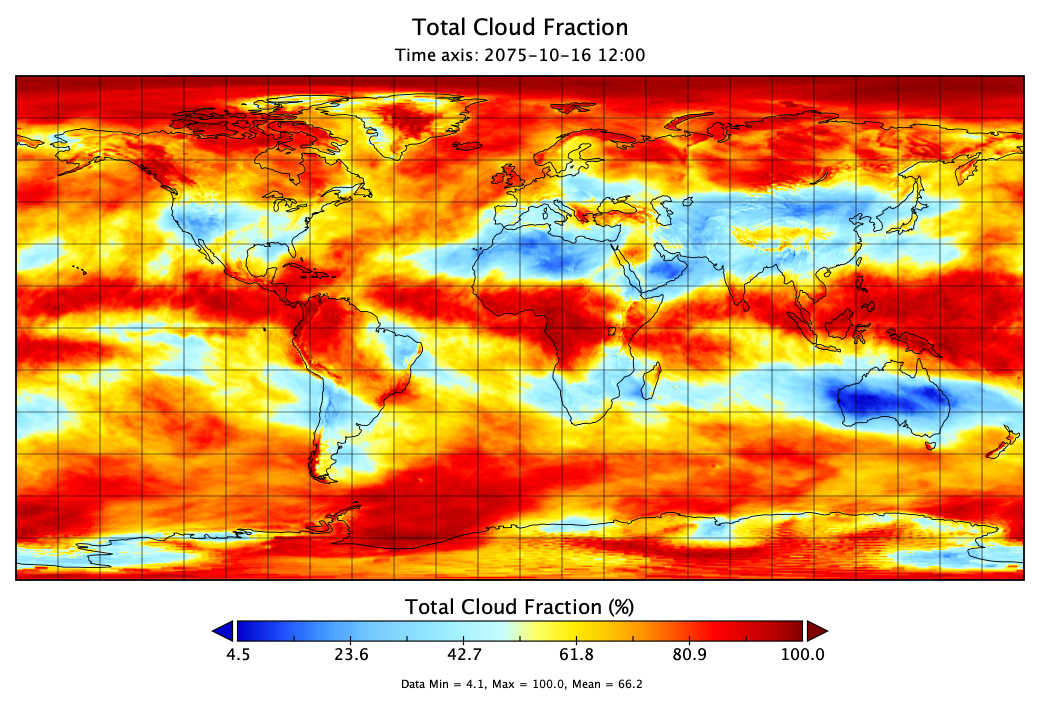 Total Cloud Fraction
Time axis: 2075-10-16 12:00
Total Cloud Fraction (%)
4.5 23.6 42.7 61.8 80.9 100.0
Data Min = 4.1, Max = 100.0, Mean = 66.2